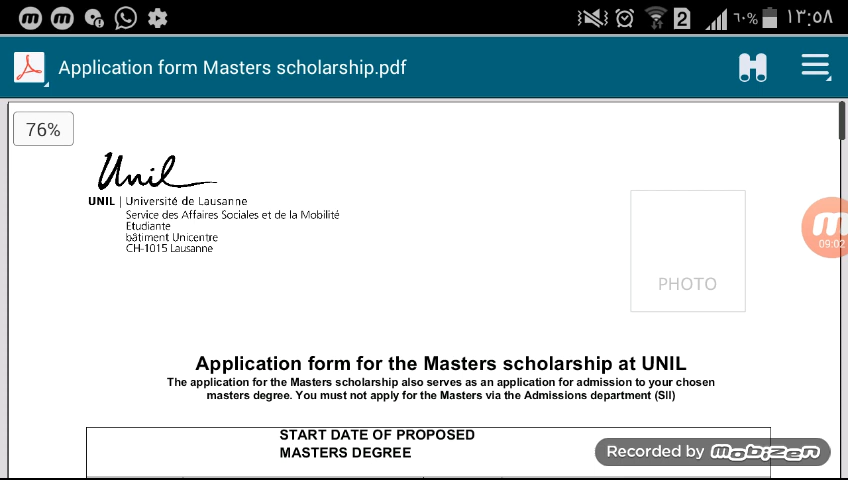 ٦٠%
2
١٣:٥٨
Application form Masters scholarship.pdf
76%
Unil
UNIL | Université de Lausanne
Service des Affaires Sociales et de la Mobilité
Etudiante
bâtiment Unicentre
CH-1015 Lausanne
PHOTO
09:02
Application form for the Masters scholarship at UNIL
The application for the Masters scholarship also serves as an application for admission to your chosen
masters degree. You must not apply for the Masters via the Admissions department (SII)
START DATE OF PROPOSED
MASTERS DEGREE
Recorded by mobizen